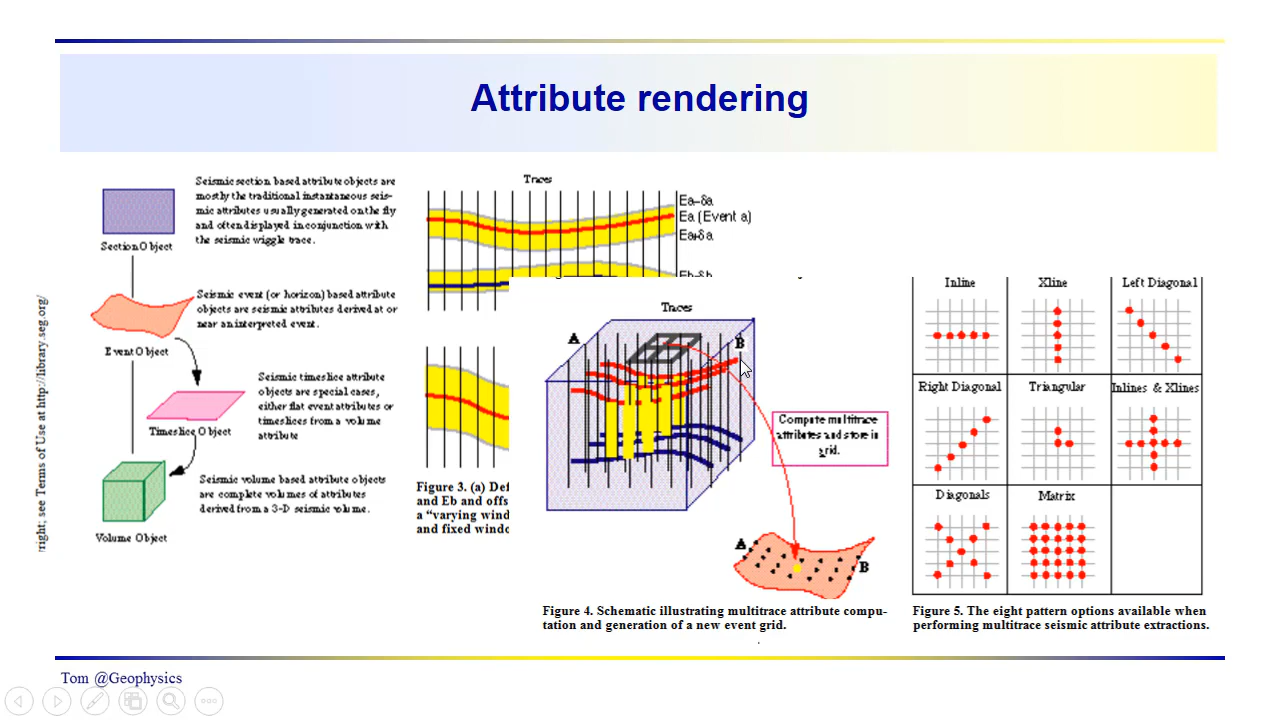 Attribute rendering
Seismic section based attribute objects are
mostly the traditional instantaneous seis-
mic attributes usually generated on the fly
and often displayed in conjunction with
the seismic wiggle trace.
Section Object
Seismic event (or horizon) based attribute
objects are seismic attributes derived at or
near an interpreted event.
Event Object
Seismic timeslice attribute
objects are special cases,
either flat event attributes or
timeslices from a volume
attribute
Timeslice Object
Seismic volume based attribute objects
are complete volumes of attributes
derived from a 3-D seismic volume.
Volume Object
right; see Terms of Use at http://library.seg.org/
Traces
Ea-δa
Ea (Event a)
Ea+δa
Eb-δb
Figure 3. (a) Def
and Eb and offs
a “varying wind
and fixed windo
Traces
A
B
Compute multitrace
attributes and store in
grid.
A
B
Figure 4. Schematic illustrating multitrace attribute compu-
tation and generation of a new event grid.
Inline
Xline
Left Diagonal
Right Diagonal
Triangular
Inlines & Xlines
Diagonals
Matrix
Figure 5. The eight pattern options available when
performing multitrace seismic attribute extractions.
Tom @Geophysics